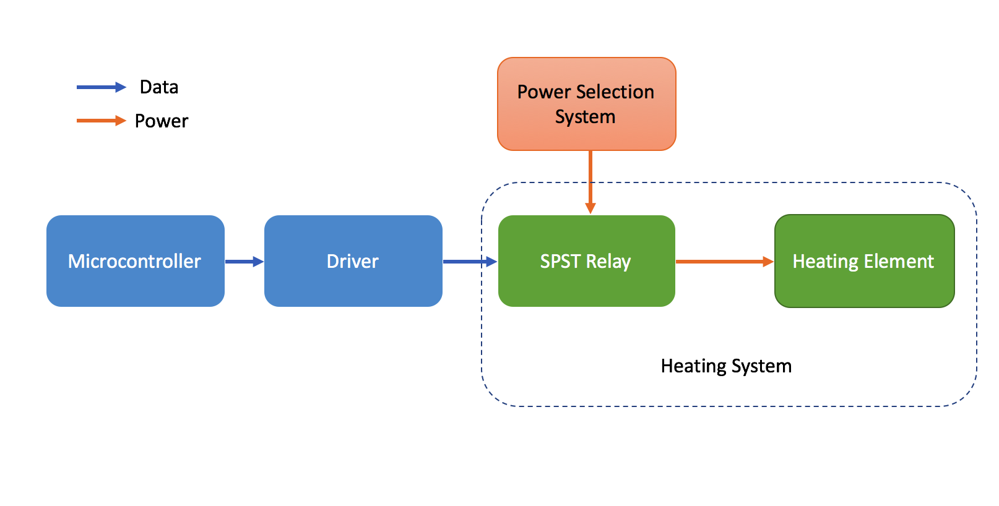 Data
Power
Power Selection
System
Microcontroller
Driver
SPST Relay
Heating Element
Heating System